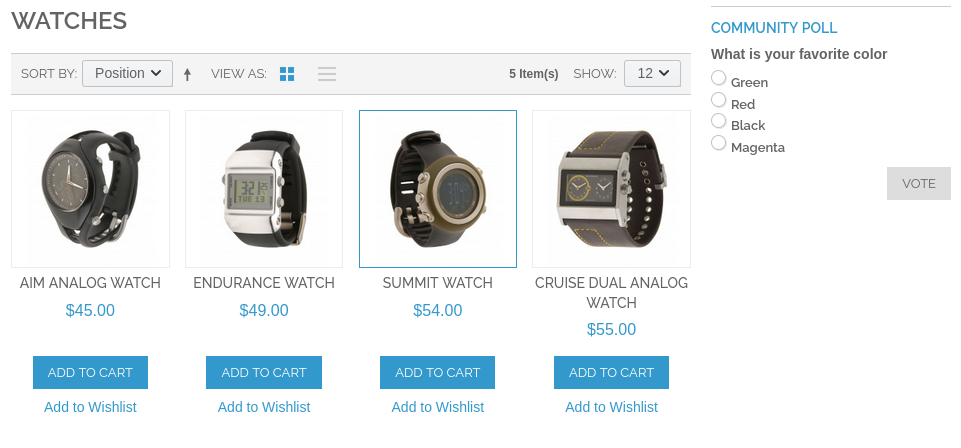 WATCHES
SORT BY: Position VIEW AS: 5 Item(s) SHOW: 12
AIM ANALOG WATCH
$45.00
ADD TO CART
Add to Wishlist
ENDURANCE WATCH
$49.00
ADD TO CART
Add to Wishlist
SUMMIT WATCH
$54.00
ADD TO CART
Add to Wishlist
CRUISE DUAL ANALOG
WATCH
$55.00
ADD TO CART
Add to Wishlist
COMMUNITY POLL
What is your favorite color
Green
Red
Black
Magenta
VOTE